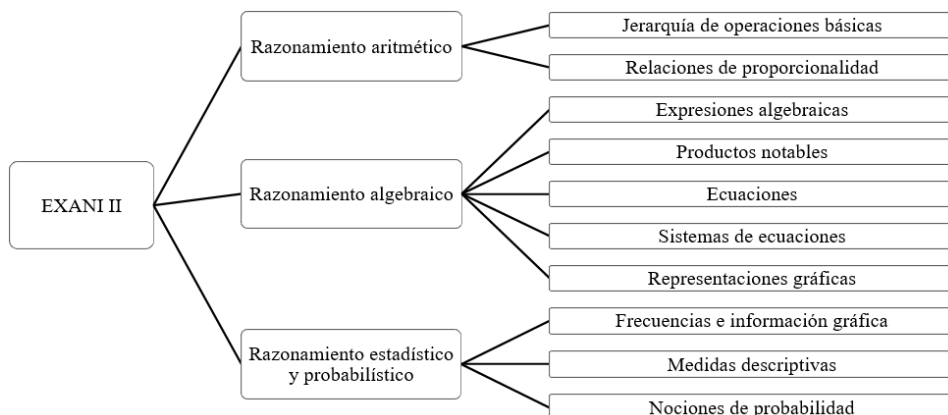 EXANI II
Razonamiento aritmético
Jerarquía de operaciones básicas
Relaciones de proporcionalidad
Razonamiento algebraico
Expresiones algebraicas
Productos notables
Ecuaciones
Sistemas de ecuaciones
Representaciones gráficas
Razonamiento estadístico
y probabilístico
Frecuencias e información gráfica
Medidas descriptivas
Nociones de probabilidad